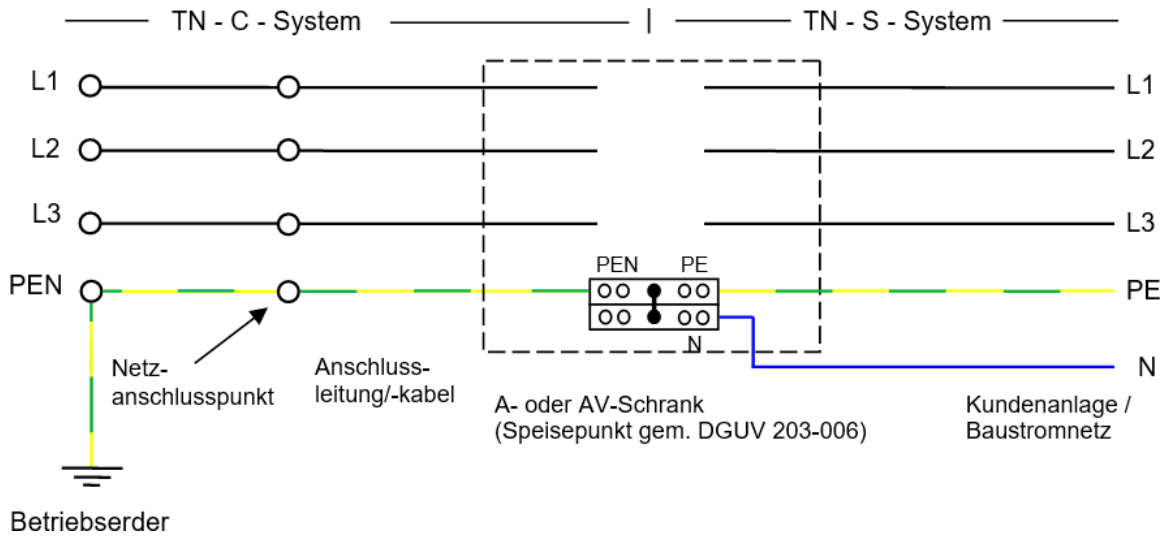 TN - C - System | TN - S - System
L1 L1
L2 L2
L3 L3
PEN PE
PEN PE
N
N
Netz-
anschlusspunkt
Anschluss-
leitung/-kabel
A- oder AV-Schrank
(Speisepunkt gem. DGUV 203-006)
Kundenanlage /
Baustromnetz
Betriebserder